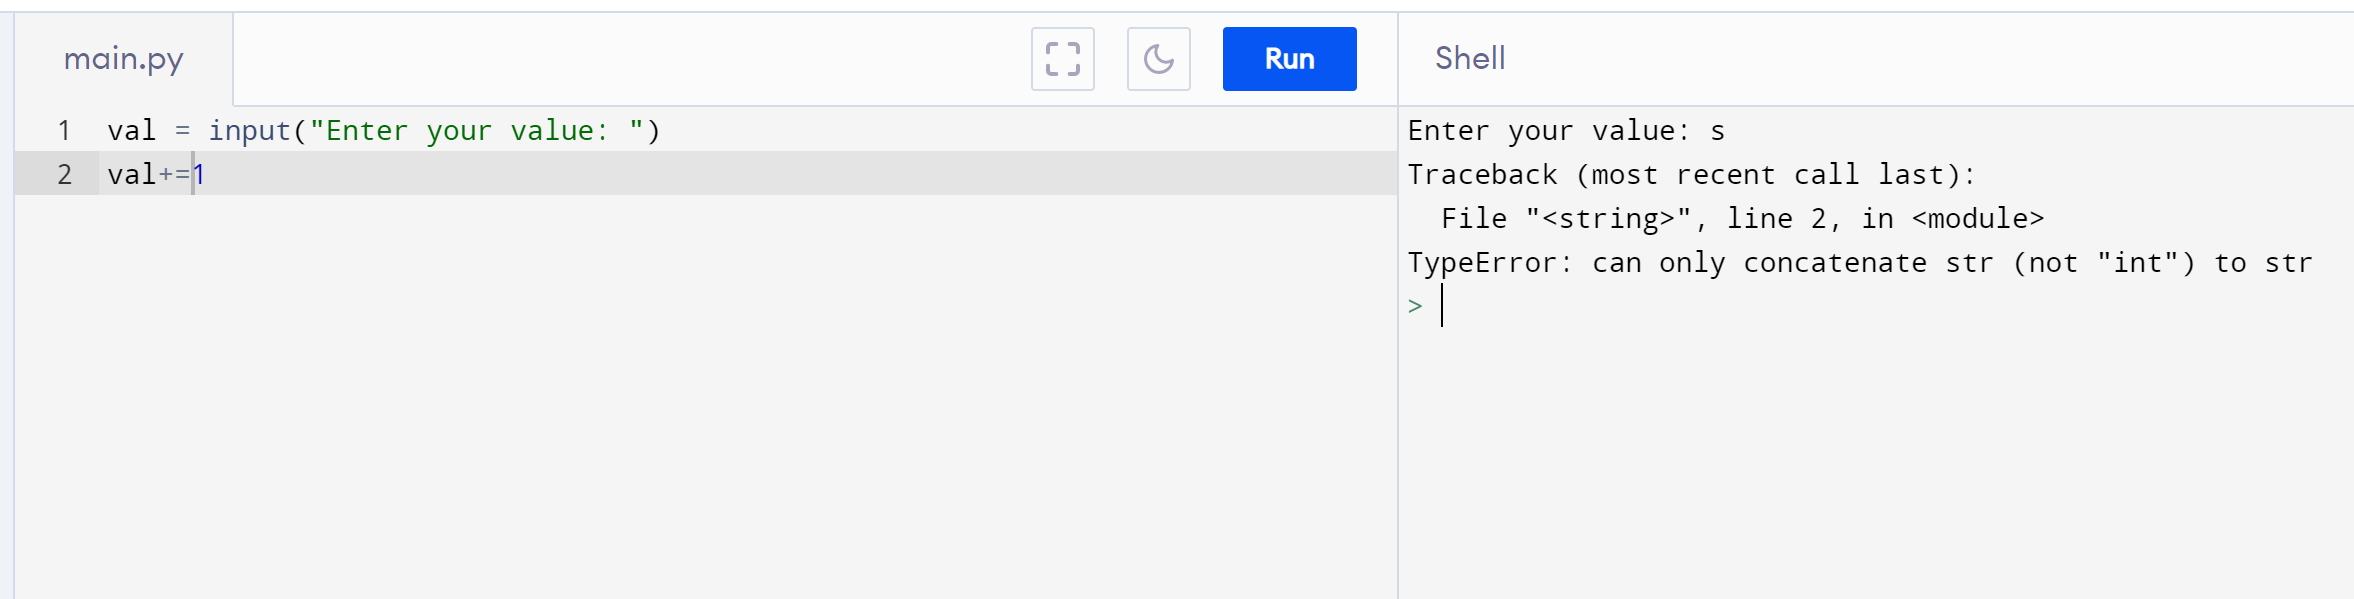 main.py
Run
Shell
1 val = input("Enter your value: ")
2 val+=1
Enter your value: s
Traceback (most recent call last):
  File "<string>", line 2, in <module>
TypeError: can only concatenate str (not "int") to str
>